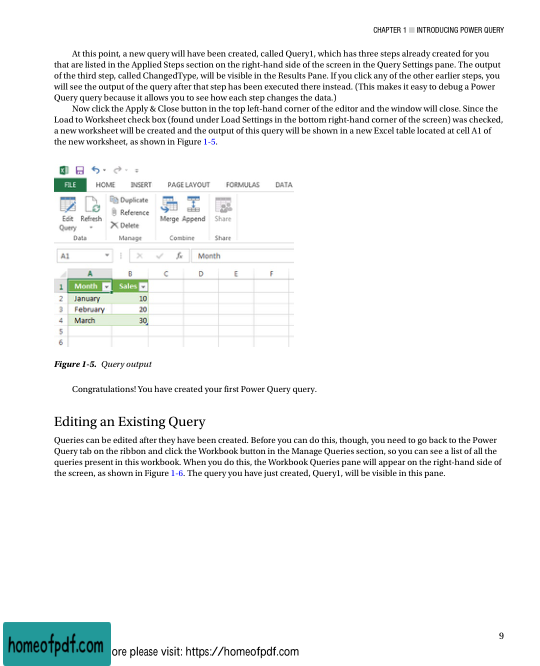 CHAPTER 1 ■ INTRODUCING POWER QUERY
At this point, a new query will have been created, called Query1, which has three steps already created for you
that are listed in the Applied Steps section on the right-hand side of the screen in the Query Settings pane. The output
of the third step, called ChangedType, will be visible in the Results Pane. If you click any of the other earlier steps, you
will see the output of the query after that step has been executed there instead. (This makes it easy to debug a Power
Query query because it allows you to see how each step changes the data.)
Now click the Apply & Close button in the top left-hand corner of the editor and the window will close. Since the
Load to Worksheet check box (found under Load Settings in the bottom right-hand corner of the screen) was checked,
a new worksheet will be created and the output of this query will be shown in a new Excel table located at cell A1 of
the new worksheet, as shown in Figure 1-5.
FILE HOME INSERT PAGE LAYOUT FORMULAS DATA
Duplicate
Reference
Edit Refresh Merge Append Share
Query Delete
Data Manage Combine Share
A1 fx Month
A B C D E F
1 Month Sales
2 January 10
3 February 20
4 March 30
5
6
Figure 1-5. Query output
Congratulations! You have created your first Power Query query.
Editing an Existing Query
Queries can be edited after they have been created. Before you can do this, though, you need to go back to the Power
Query tab on the ribbon and click the Workbook button in the Manage Queries section, so you can see a list of all the
queries present in this workbook. When you do this, the Workbook Queries pane will appear on the right-hand side of
the screen, as shown in Figure 1-6. The query you have just created, Query1, will be visible in this pane.
9
homeofpdf.com
ore please visit: https://homeofpdf.com